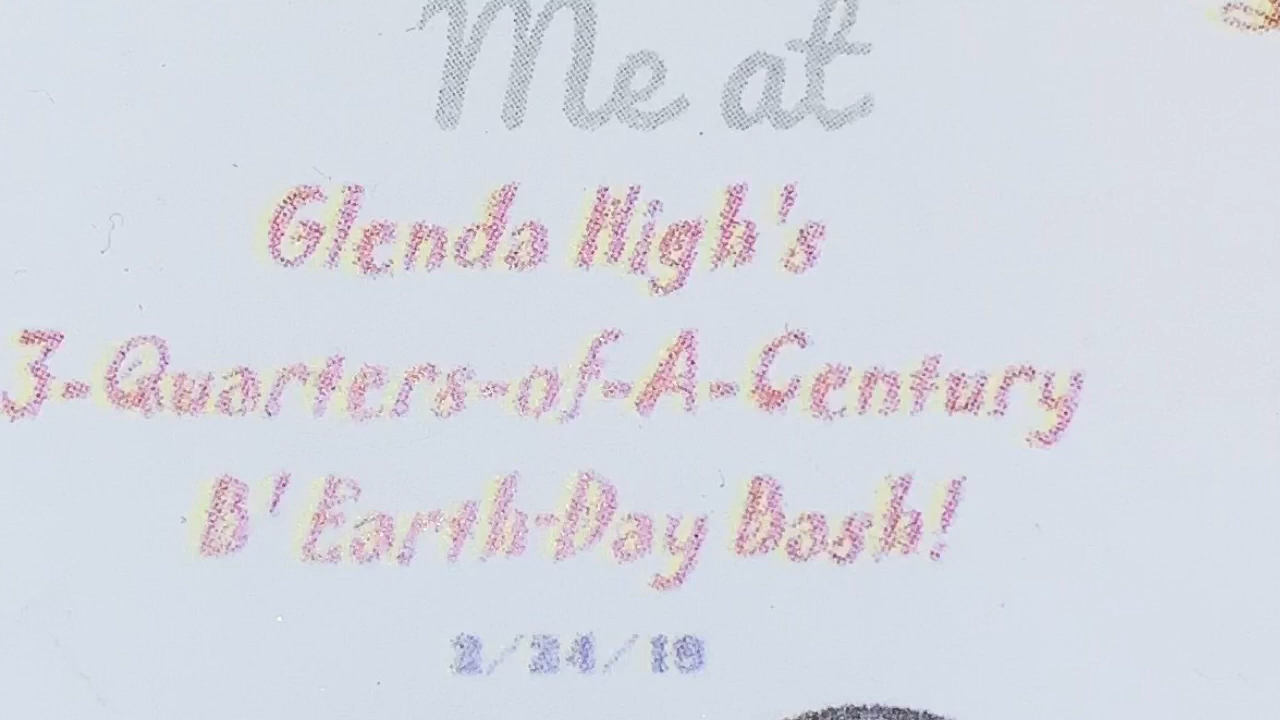 Me at
Glenda High's
3-Quarters-of-A-Century
B'Earth-Day Bash!
2/24/19